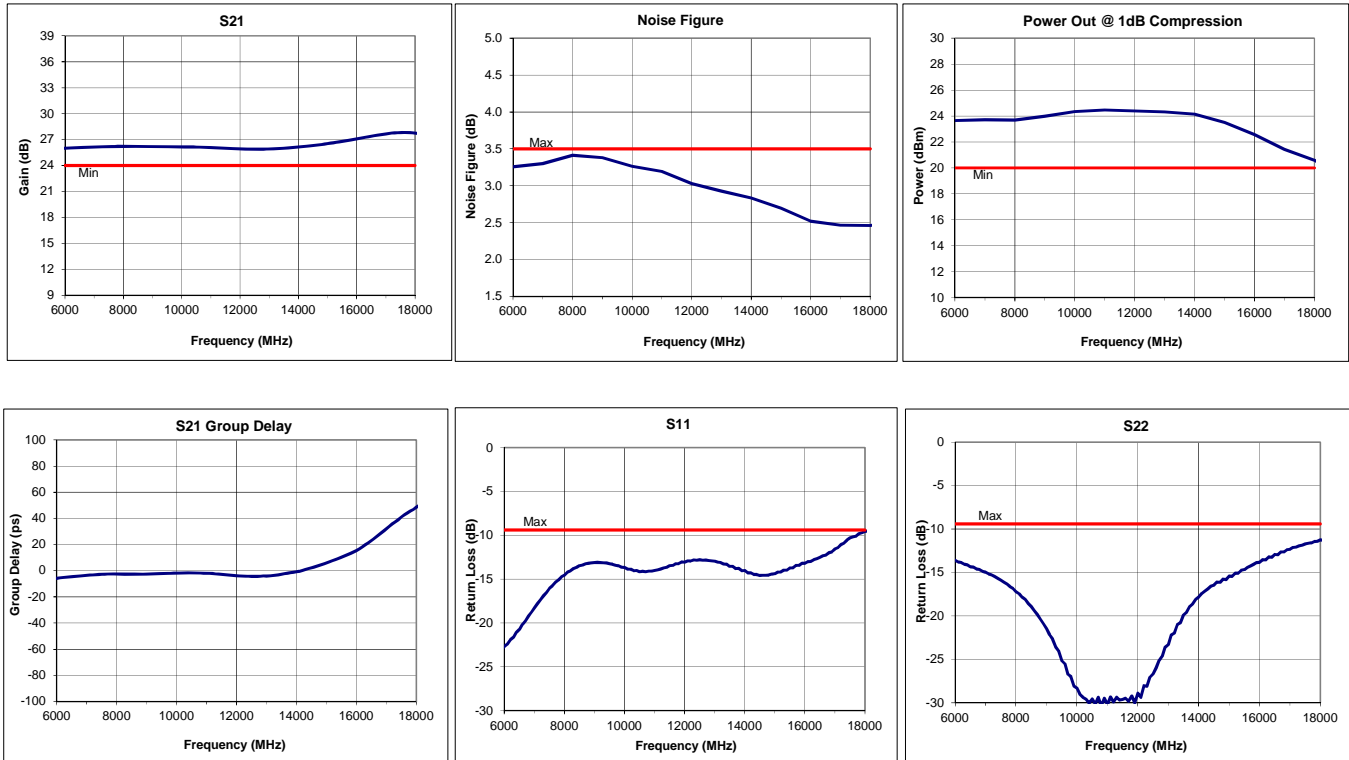 S21
Gain (dB)
39
36
33
30
27
24
21
18
15
12
9
Min
6000 8000 10000 12000 14000 16000 18000
Frequency (MHz)
Noise Figure
Noise Figure (dB)
5.0
4.5
4.0
3.5
3.0
2.5
2.0
1.5
Max
6000 8000 10000 12000 14000 16000 18000
Frequency (MHz)
Power Out @ 1dB Compression
Power (dBm)
30
28
26
24
22
20
18
16
14
12
10
Min
6000 8000 10000 12000 14000 16000 18000
Frequency (MHz)
S21 Group Delay
Group Delay (ps)
100
80
60
40
20
0
-20
-40
-60
-80
-100
6000 8000 10000 12000 14000 16000 18000
Frequency (MHz)
S11
Return Loss (dB)
0
-5
-10
-15
-20
-25
-30
Max
6000 8000 10000 12000 14000 16000 18000
Frequency (MHz)
S22
Return Loss (dB)
0
-5
-10
-15
-20
-25
-30
Max
6000 8000 10000 12000 14000 16000 18000
Frequency (MHz)